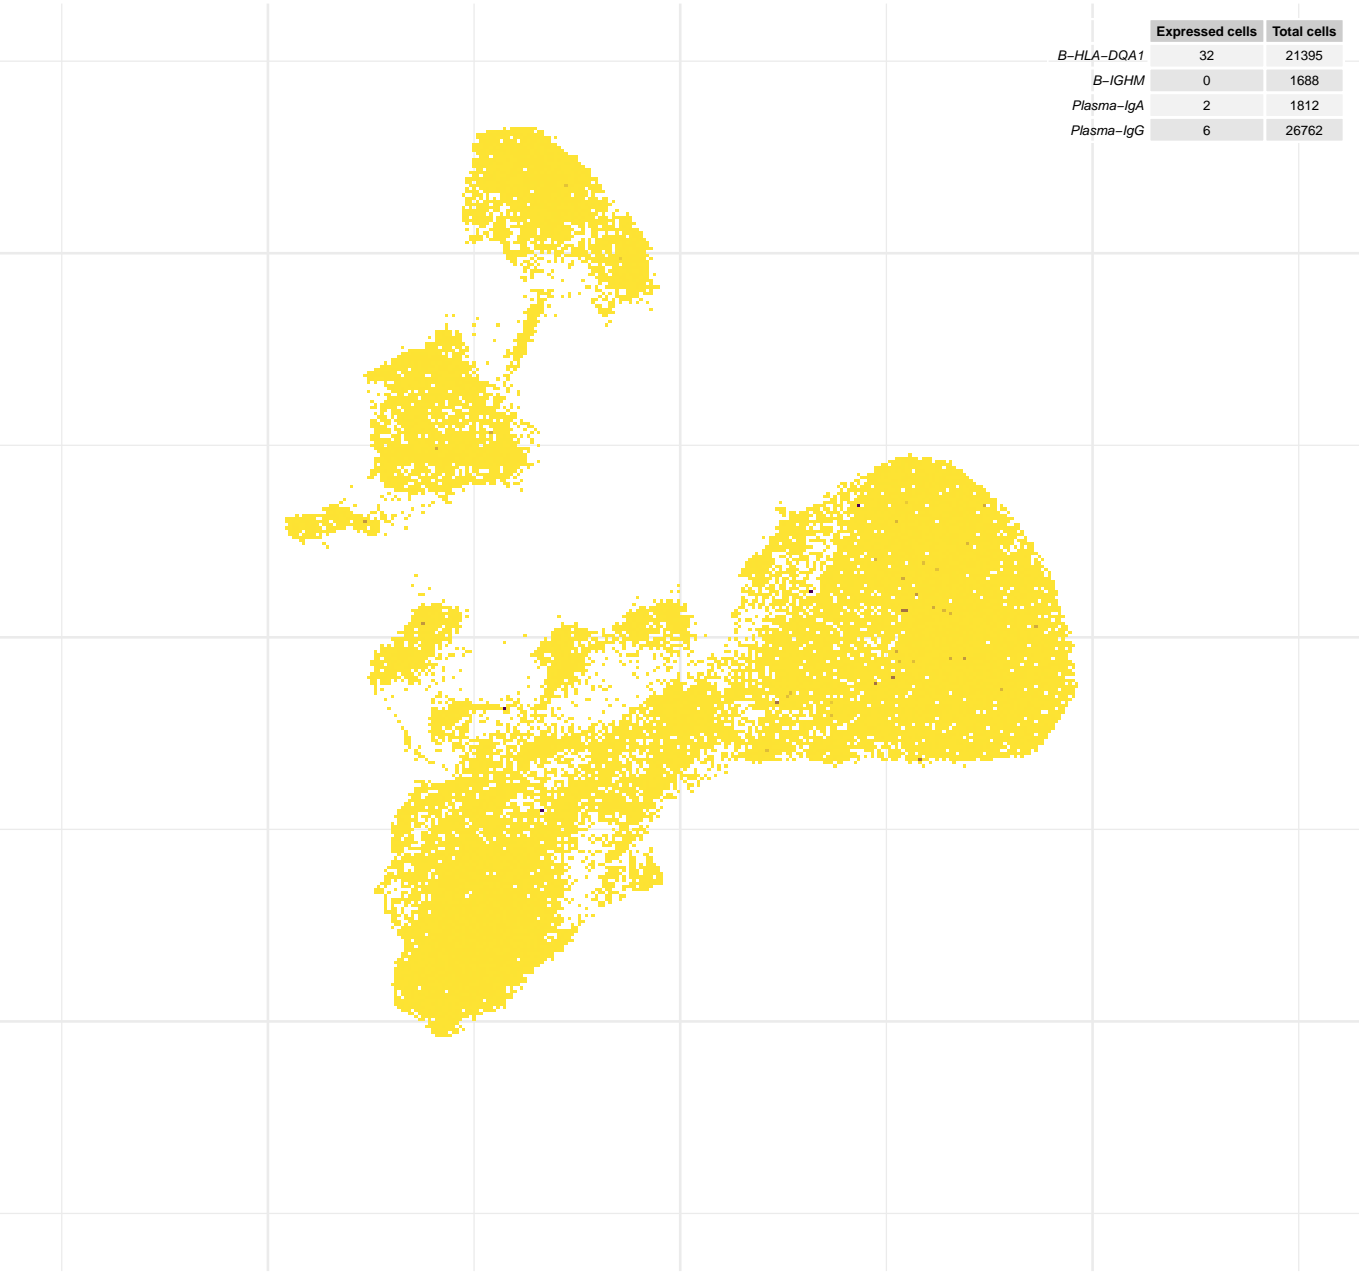 Expressed cells Total cells
B−HLA−DQA1 32 21395
B−IGHM 0 1688
Plasma−IgA 2 1812
Plasma−IgG 6 26762